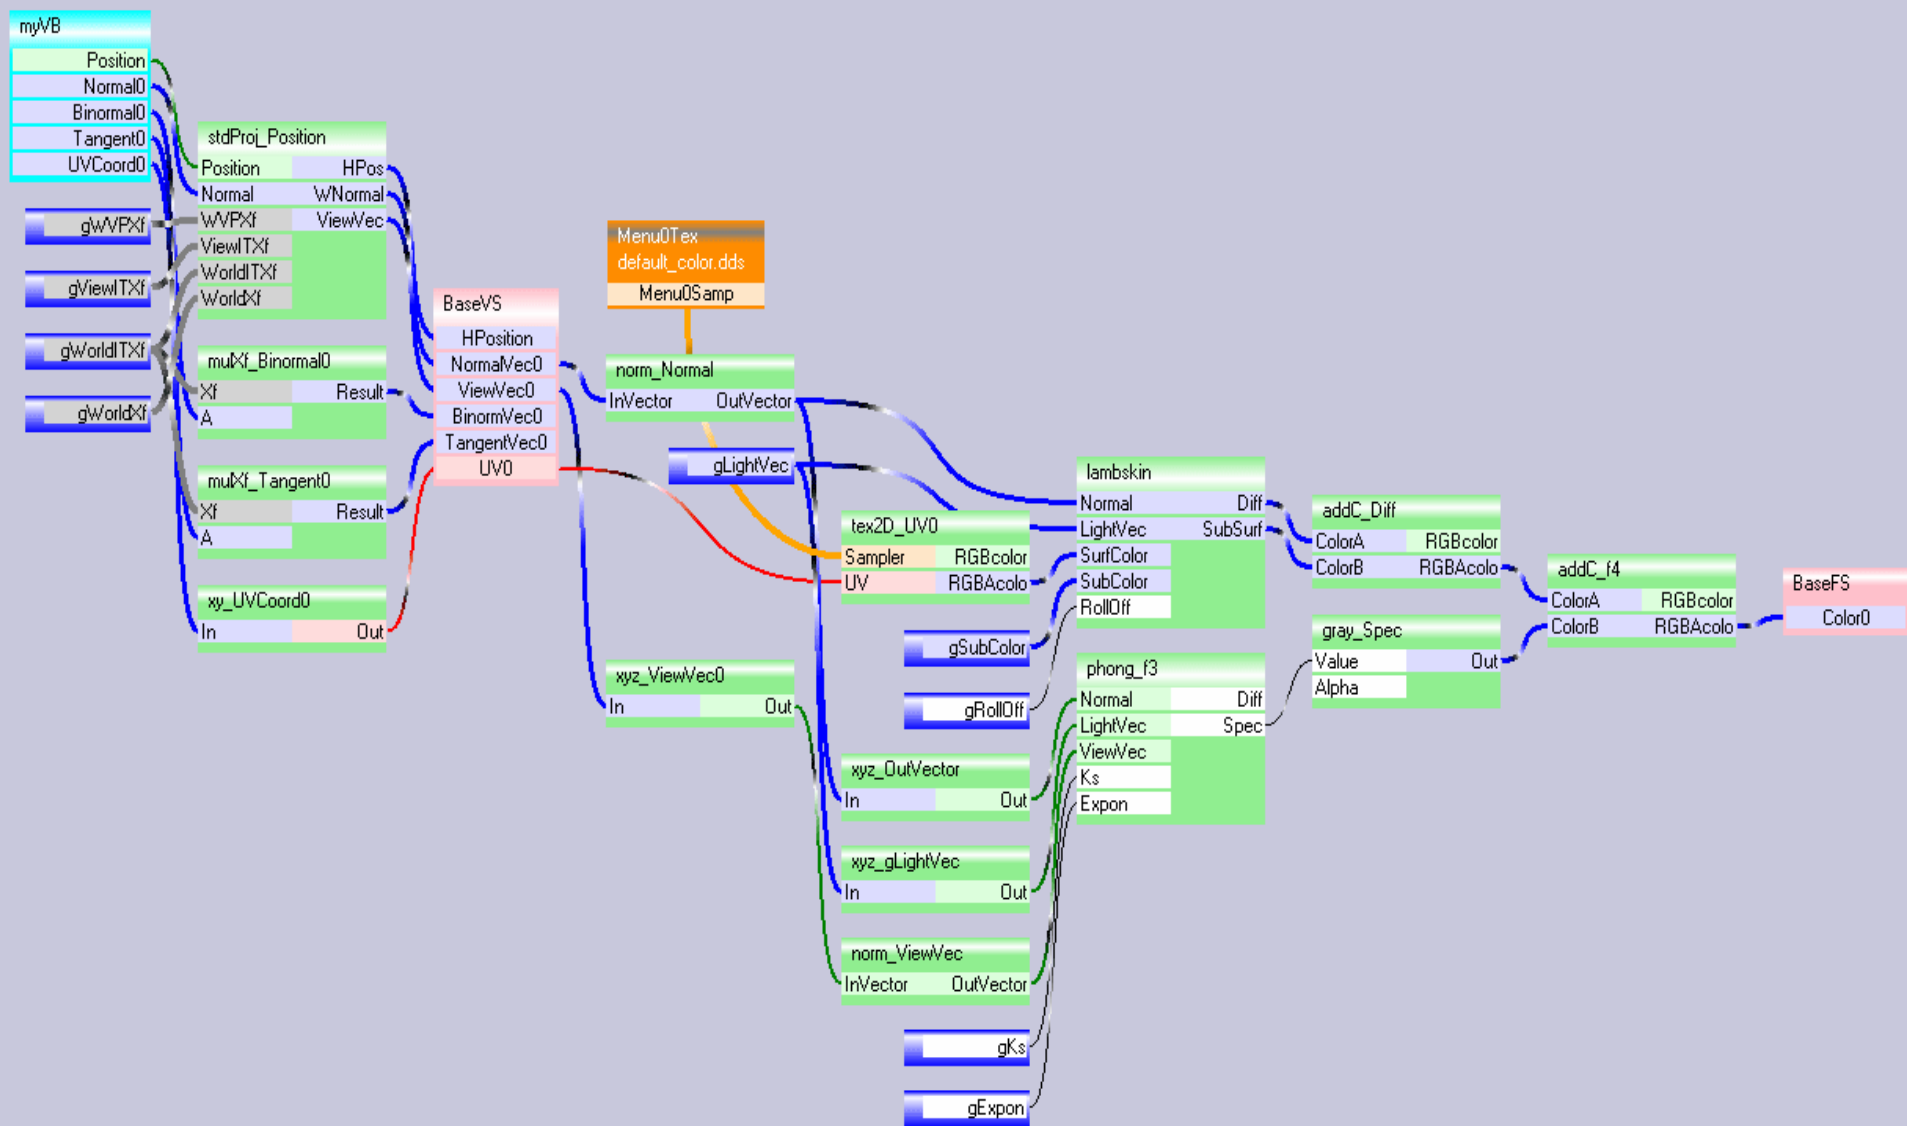 myVB
Position
Normal0
Binormal0
Tangent0
UVCoord0
gWVPXf
gViewITXf
gWorldITXf
gWorldXf
stdProj_Position
Position HPos
Normal WNormal
WVPXf ViewVec
ViewITXf
WorldITXf
WorldXf
mulXf_Binormal0
Xf Result
A
mulXf_Tangent0
Xf Result
A
xy_UVCoord0
In Out
BaseVS
HPosition
NormalVec0
ViewVec0
BinormVec0
TangentVec0
UV0
Menu0Tex
default_color.dds
Menu0Samp
norm_Normal
InVector OutVector
gLightVec
xyz_ViewVec0
In Out
tex2D_UV0
Sampler RGBcolor
UV RGBAcolo
gSubColor
gRollOff
xyz_OutVector
In Out
xyz_gLightVec
In Out
norm_ViewVec
InVector OutVector
gKs
gExpon
lambskin
Normal Diff
LightVec SubSurf
SurfColor
SubColor
RollOff
phong_f3
Normal Diff
LightVec Spec
ViewVec
Ks
Expon
addC_Diff
ColorA RGBcolor
ColorB RGBAcolo
gray_Spec
Value Out
Alpha
addC_f4
ColorA RGBcolor
ColorB RGBAcolo
BaseFS
Color0